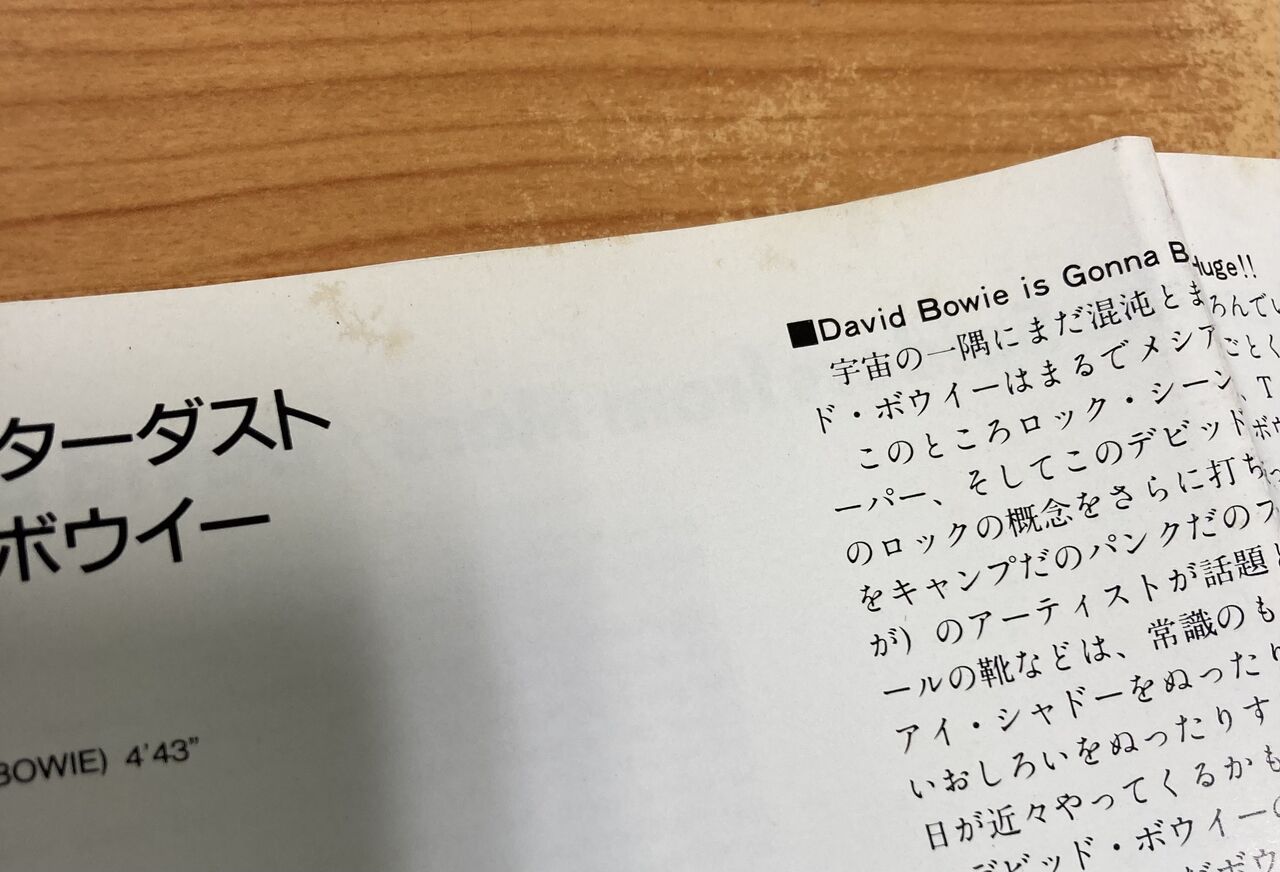 ターダスト
ボウイー
BOWIE) 4'43"
■David Bowie is Gonna B
宇宙の一隅にまだ混沌とま
ド・ボウイーはまるでメシア
このところロック・シーン
ーパー、そしてこのデビッド
のロックの概念をさらに打ち
をキャンプだのパンクだのフ
が) のアーティストが話題
ールの靴などは、常識のも
アイ・シャドーをぬったり
いおしろいをぬったりす
日が近々やってくるかも
デビッド・ボウイー
uge!!
ろんでい
ごとく
、T
ボウ